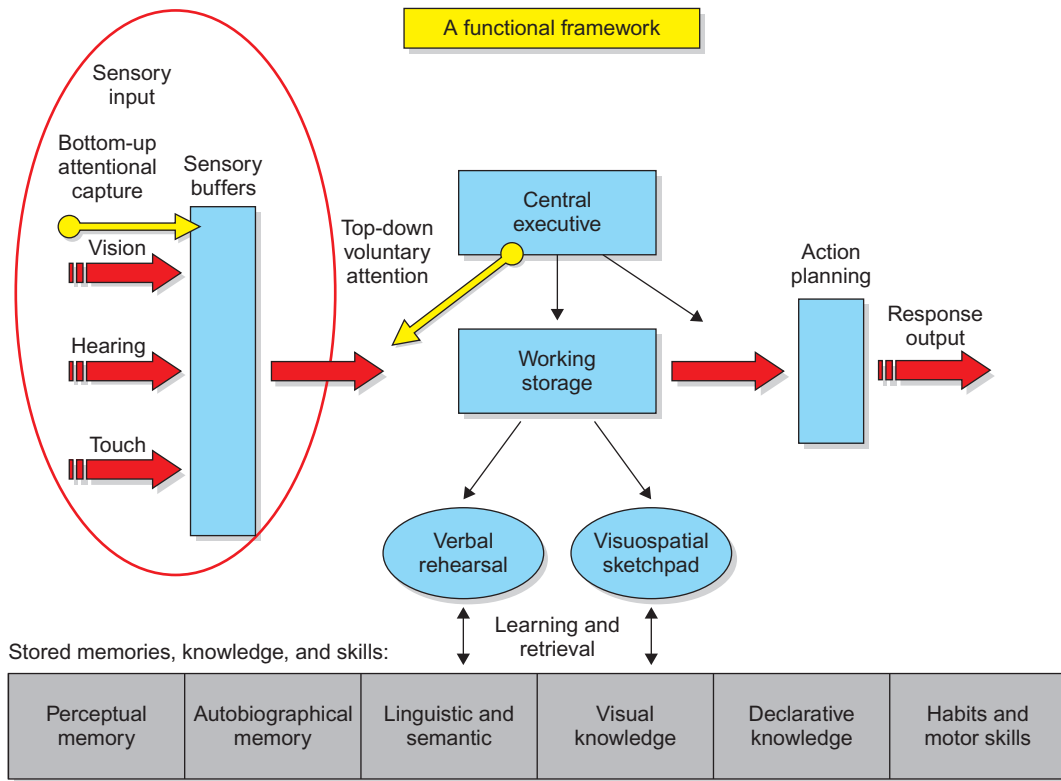 A functional framework
Sensory
input
Bottom-up
attentional
capture
Sensory
buffers
Vision
Hearing
Touch
Top-down
voluntary
attention
Central
executive
Working
storage
Action
planning
Response
output
Verbal
rehearsal
Visuospatial
sketchpad
Learning and
retrieval
Stored memories, knowledge, and skills:
Perceptual
memory
Autobiographical
memory
Linguistic and
semantic
Visual
knowledge
Declarative
knowledge
Habits and
motor skills